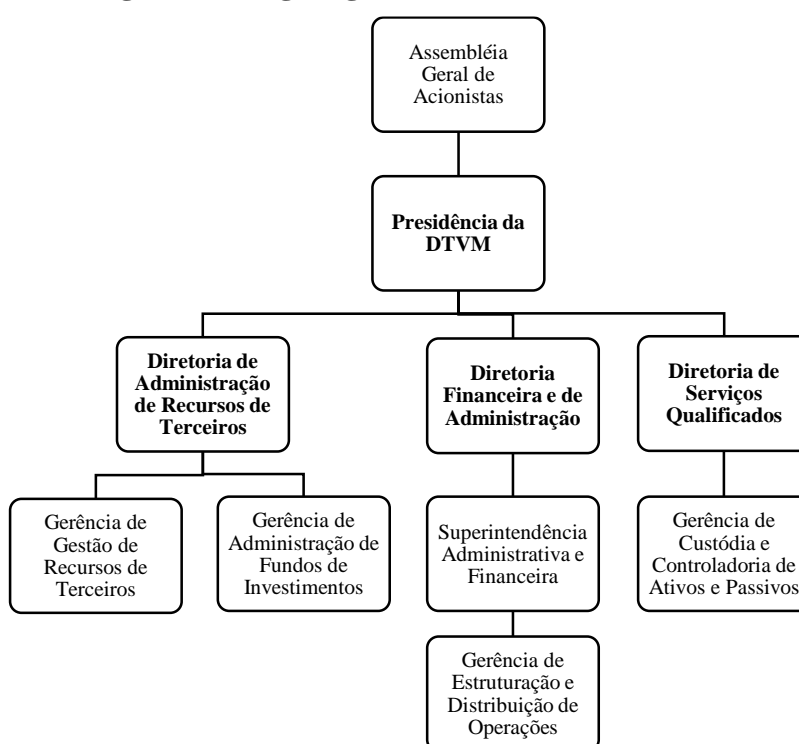 Assembléia
Geral de
Acionistas
Presidência da
DTVM
Diretoria de
Administração
de Recursos de
Terceiros
Diretoria
Financeira e de
Administração
Diretoria de
Serviços
Qualificados
Gerência de
Gestão de
Recursos de
Terceiros
Gerência de
Administração de
Fundos de
Investimentos
Superintendência
Administrativa e
Financeira
Gerência de
Custódia e
Controladoria de
Ativos e Passivos
Gerência de
Estruturação e
Distribuição de
Operações